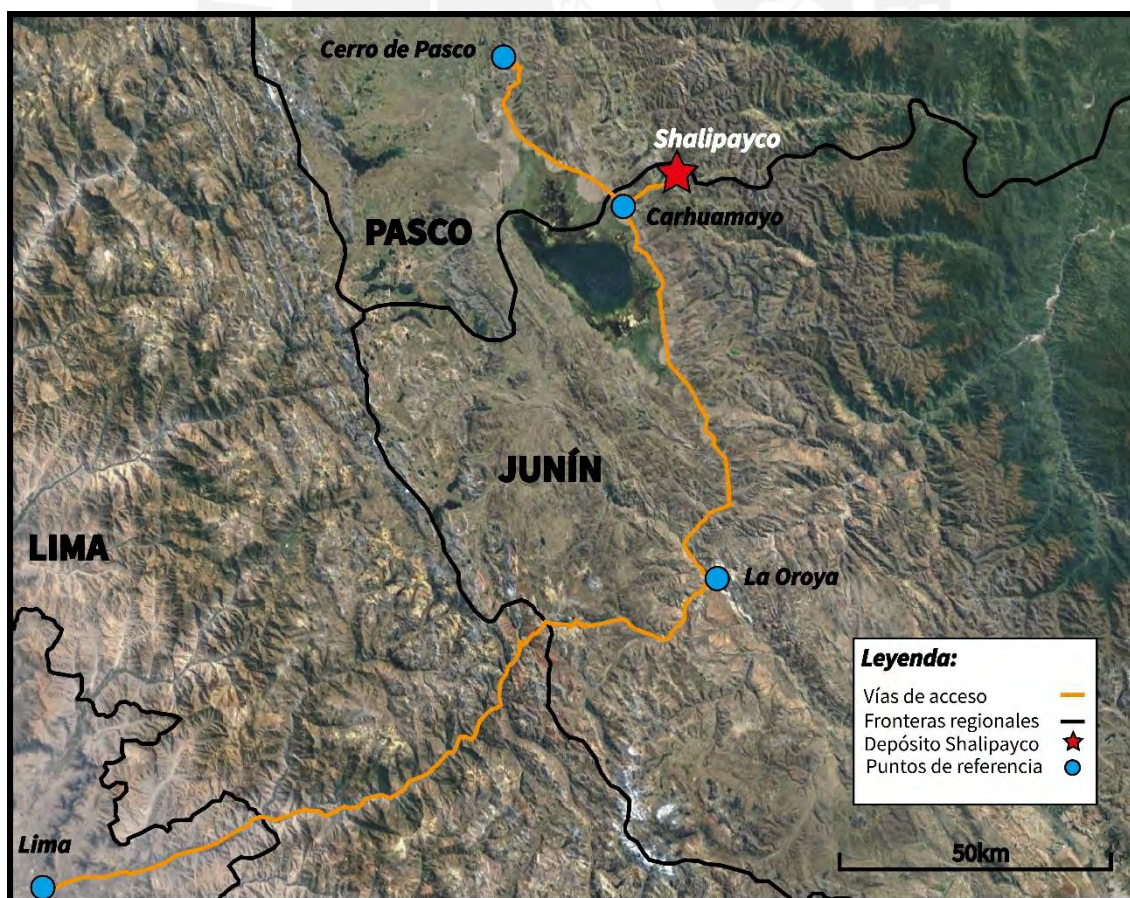 Cerro de Pasco
Shalipayco
Carhuamayo
PASCO
JUNÍN
LIMA
La Oroya
Lima
Leyenda:
Vías de acceso
Fronteras regionales
Depósito Shalipayco
Puntos de referencia
50km